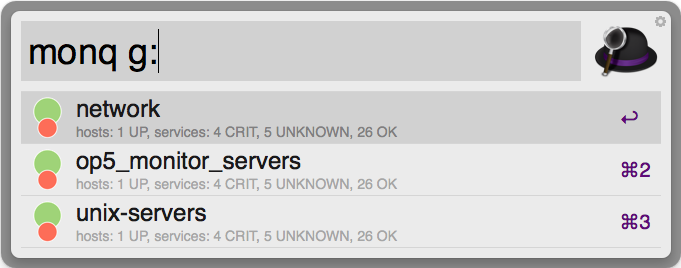 monq g:
network
hosts: 1 UP, services: 4 CRIT, 5 UNKNOWN, 26 OK
↩
op5_monitor_servers
hosts: 1 UP, services: 4 CRIT, 5 UNKNOWN, 26 OK
⌘2
unix-servers
hosts: 1 UP, services: 4 CRIT, 5 UNKNOWN, 26 OK
⌘3